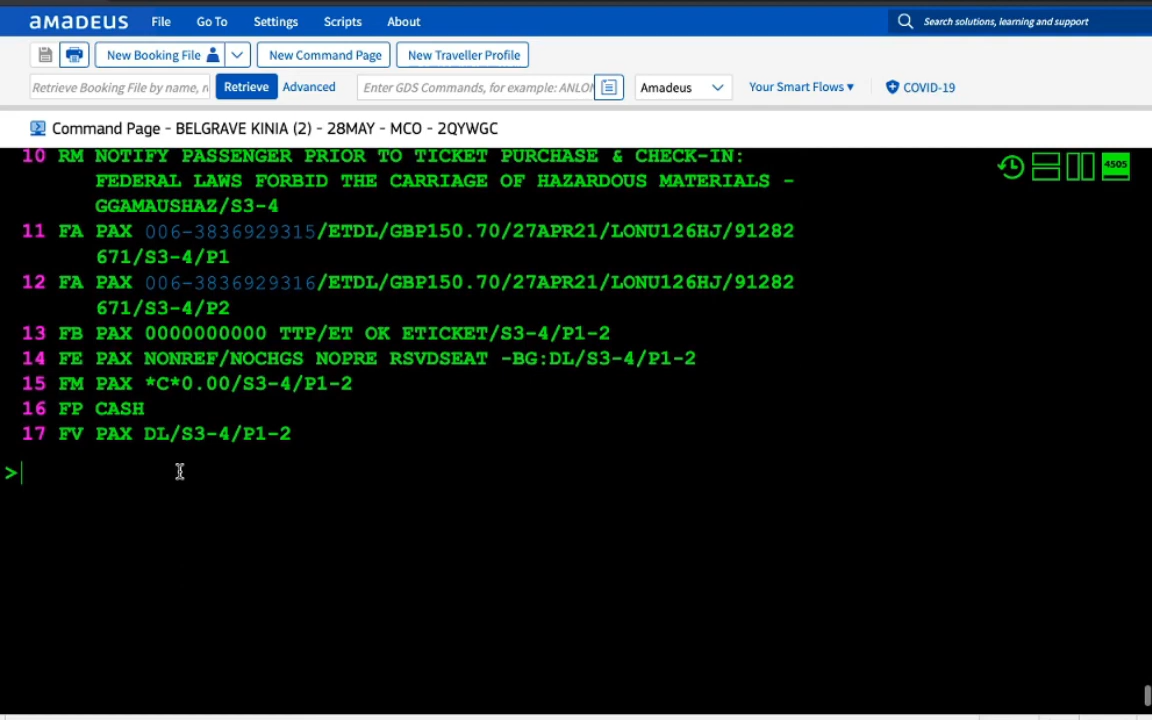 aMaDEUS File Go To Settings Scripts About Search solutions, learning and support
New Booking File New Command Page New Traveller Profile
Retrieve Booking File by name, n Retrieve Advanced Enter GDS Commands, for example: ANLON Amadeus Your Smart Flows COVID-19
Command Page - BELGRAVE KINIA (2) - 28MAY - MCO - 2QYWGC
10 RM NOTIFY PASSENGER PRIOR TO TICKET PURCHASE & CHECK-IN:
FEDERAL LAWS FORBID THE CARRIAGE OF HAZARDOUS MATERIALS -
GGAMAUSHAZ/S3-4
4505
11 FA PAX 006-3836929315/ETDL/GBP150.70/27APR21/LONU126HJ/91282
671/S3-4/P1
12 FA PAX 006-3836929316/ETDL/GBP150.70/27APR21/LONU126HJ/91282
671/S3-4/P2
13 FB PAX 0000000000 TTP/ET OK ETICKET/S3-4/P1-2
14 FE PAX NONREF/NOCHGS NOPRE RSVDSEAT -BG:DL/S3-4/P1-2
15 FM PAX *C*0.00/S3-4/P1-2
16 FP CASH
17 FV PAX DL/S3-4/P1-2
>